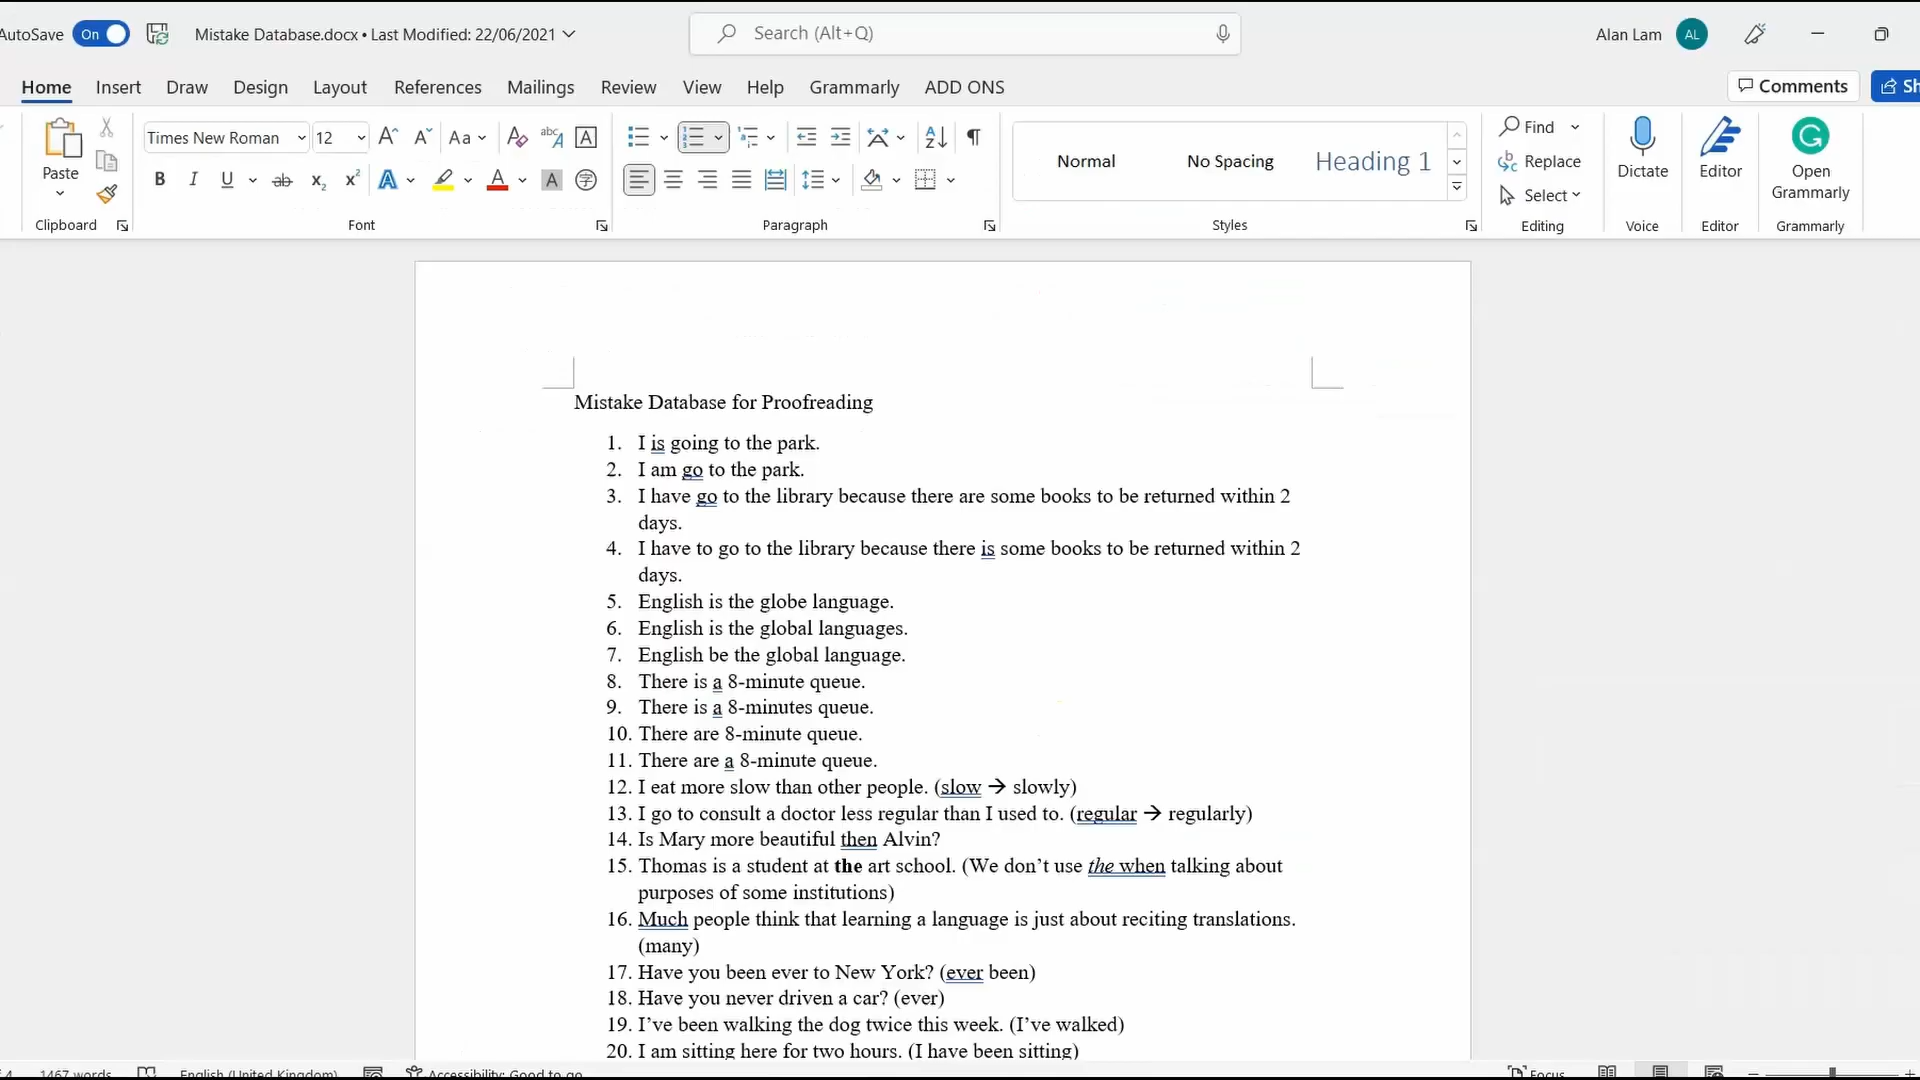 AutoSave On Mistake Database.docx • Last Modified: 22/06/2021 Search (Alt+Q) Alan Lam AL
Home Insert Draw Design Layout References Mailings Review View Help Grammarly ADD ONS Comments Sh
Paste
Clipboard
Times New Roman 12 Aa
Font
Paragraph
Normal No Spacing Heading 1
Styles
Find
Replace
Select
Editing
Dictate
Voice
Editor
Editor
Open
Grammarly
Grammarly
Mistake Database for Proofreading
1. I is going to the park.
2. I am go to the park.
3. I have go to the library because there are some books to be returned within 2
days.
4. I have to go to the library because there is some books to be returned within 2
days.
5. English is the globe language.
6. English is the global languages.
7. English be the global language.
8. There is a 8-minute queue.
9. There is a 8-minutes queue.
10. There are 8-minute queue.
11. There are a 8-minute queue.
12. I eat more slow than other people. (slow → slowly)
13. I go to consult a doctor less regular than I used to. (regular → regularly)
14. Is Mary more beautiful then Alvin?
15. Thomas is a student at the art school. (We don’t use the when talking about
purposes of some institutions)
16. Much people think that learning a language is just about reciting translations.
(many)
17. Have you been ever to New York? (ever been)
18. Have you never driven a car? (ever)
19. I’ve been walking the dog twice this week. (I’ve walked)
20. I am sitting here for two hours. (I have been sitting)
1467 words English (United Kingdom) Accessibility: Good to go Focus